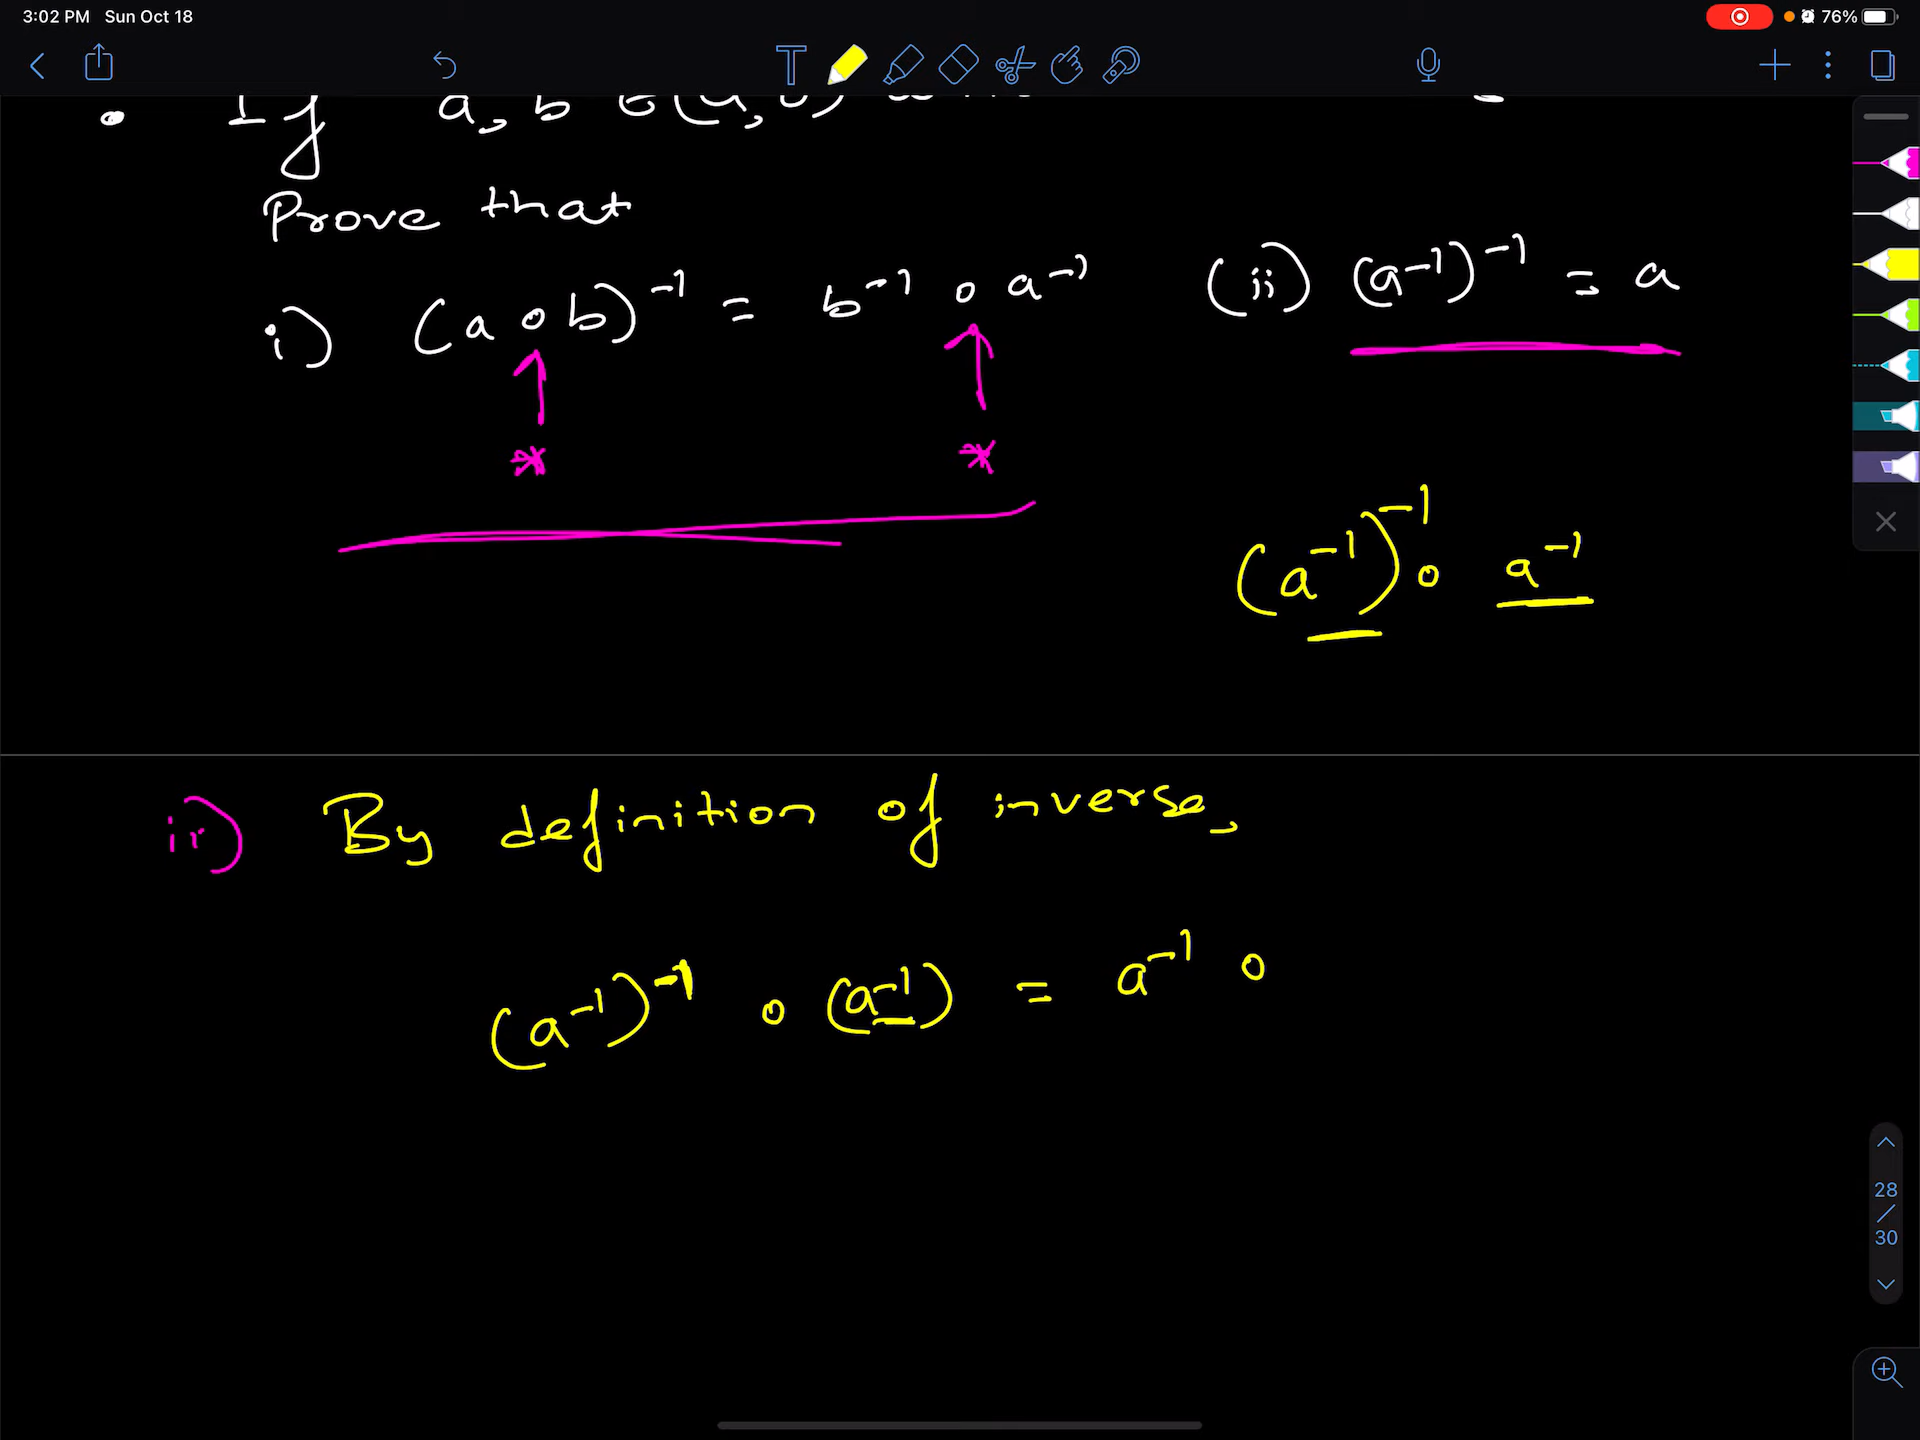 3:02 PM Sun Oct 18 76%
If a, b ∈ (G, o)
Prove that
i) (a o b)⁻¹ = b⁻¹ o a⁻¹ (ii) (a⁻¹)⁻¹ = a
* *
(a⁻¹)⁻¹ o a⁻¹
ii) By definition of inverse,
(a⁻¹)⁻¹ o (a⁻¹) = a⁻¹ o
28
/
30